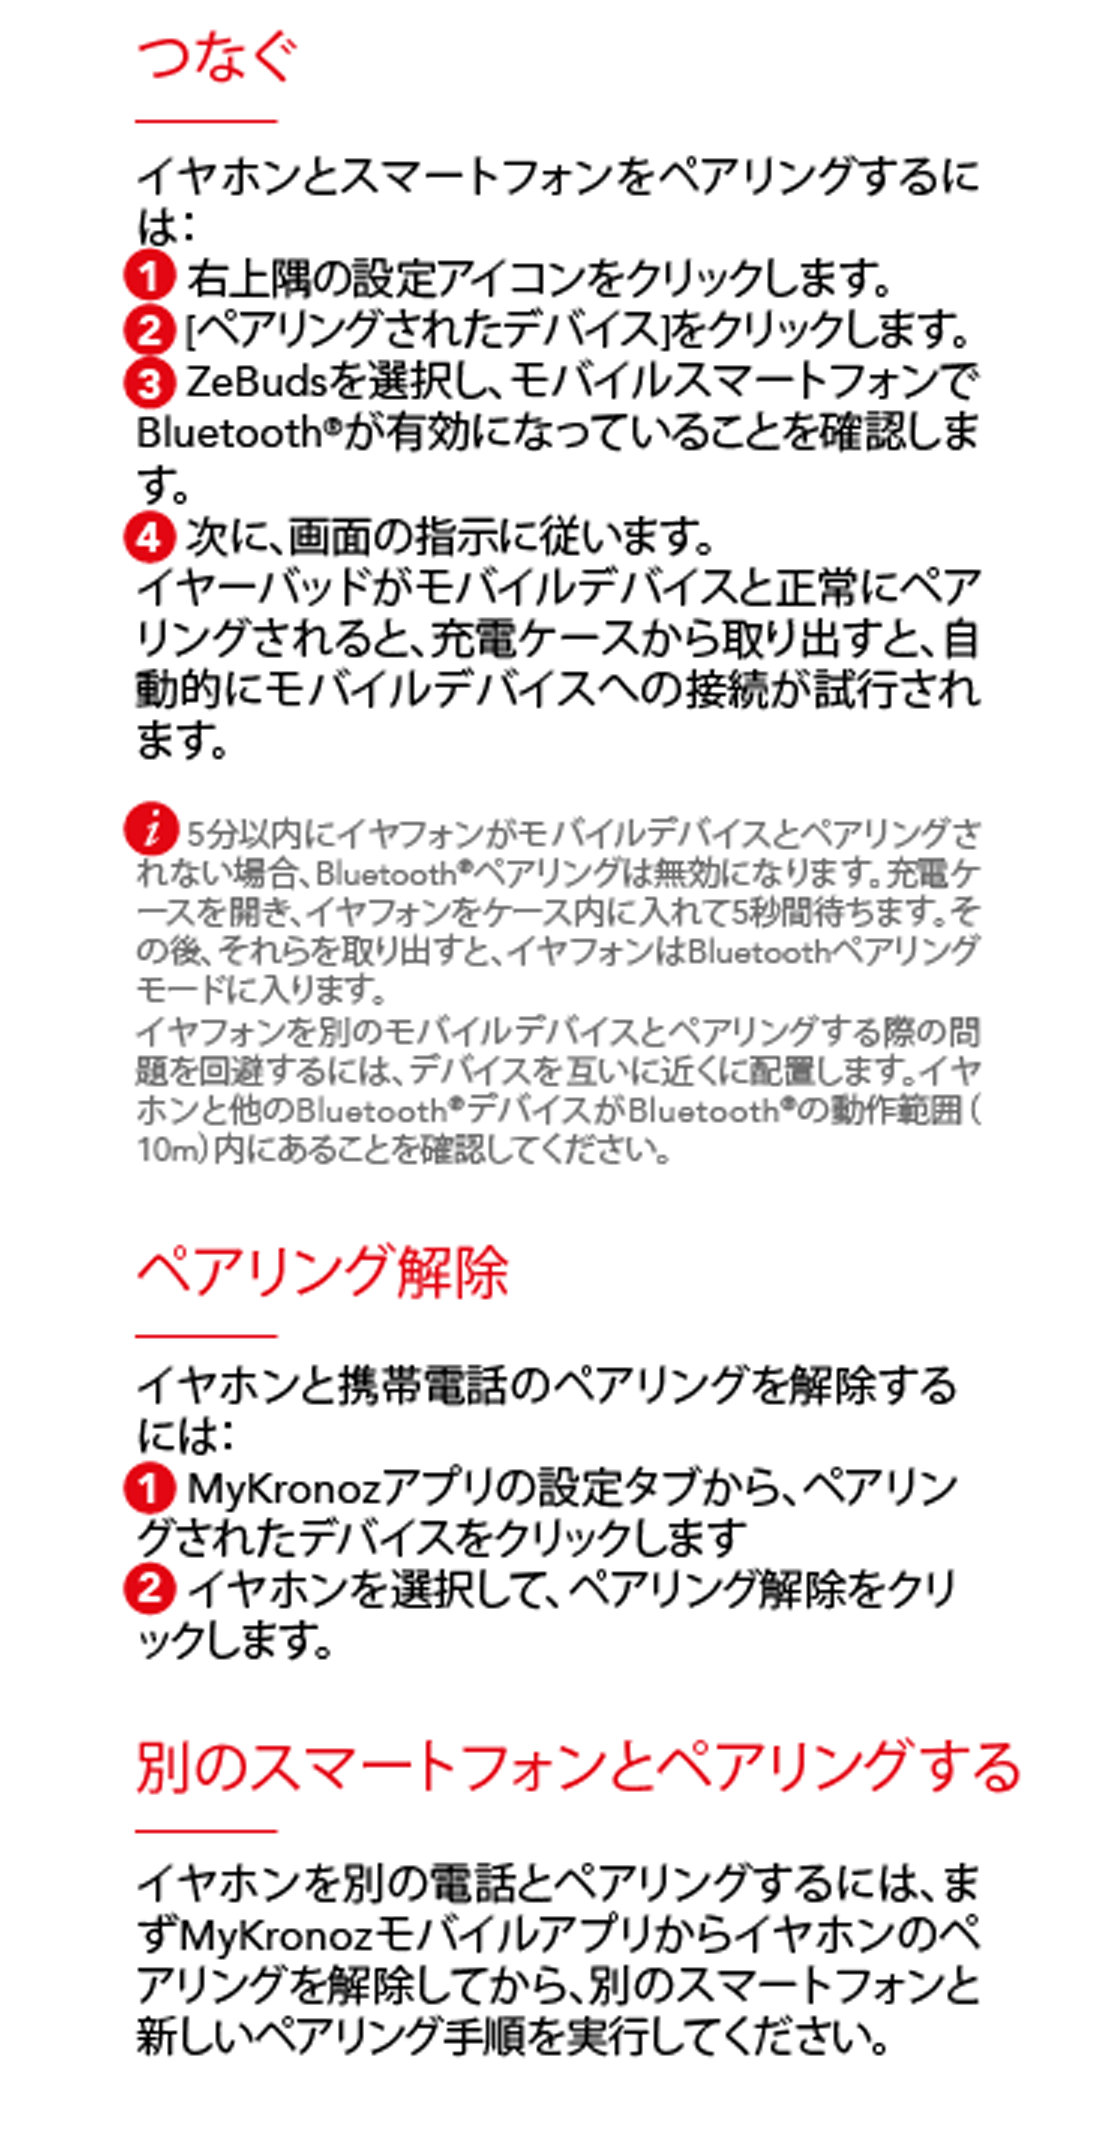 つなぐ
イヤホンとスマートフォンをペアリングするに
は：
1 右上隅の設定アイコンをクリックします。
2 [ペアリングされたデバイス]をクリックします。
3 ZeBudsを選択し、モバイルスマートフォンで
Bluetooth®が有効になっていることを確認しま
す。
4 次に、画面の指示に従います。
イヤーバッドがモバイルデバイスと正常にペア
リングされると、充電ケースから取り出すと、自
動的にモバイルデバイスへの接続が試行され
ます。
i 5分以内にイヤフォンがモバイルデバイスとペアリングさ
れない場合、Bluetooth®ペアリングは無効になります。充電ケ
ースを開き、イヤフォンをケース内に入れて5秒間待ちます。そ
の後、それらを取り出すと、イヤフォンはBluetoothペアリング
モードに入ります。
イヤフォンを別のモバイルデバイスとペアリングする際の問
題を回避するには、デバイスを互いに近くに配置します。イヤ
ホンと他のBluetooth®デバイスがBluetooth®の動作範囲（
10m）内にあることを確認してください。
ペアリング解除
イヤホンと携帯電話のペアリングを解除する
には：
1 MyKronozアプリの設定タブから、ペアリン
グされたデバイスをクリックします
2 イヤホンを選択して、ペアリング解除をクリ
ックします。
別のスマートフォンとペアリングする
イヤホンを別の電話とペアリングするには、ま
ずMyKronozモバイルアプリからイヤホンのペ
アリングを解除してから、別のスマートフォンと
新しいペアリング手順を実行してください。